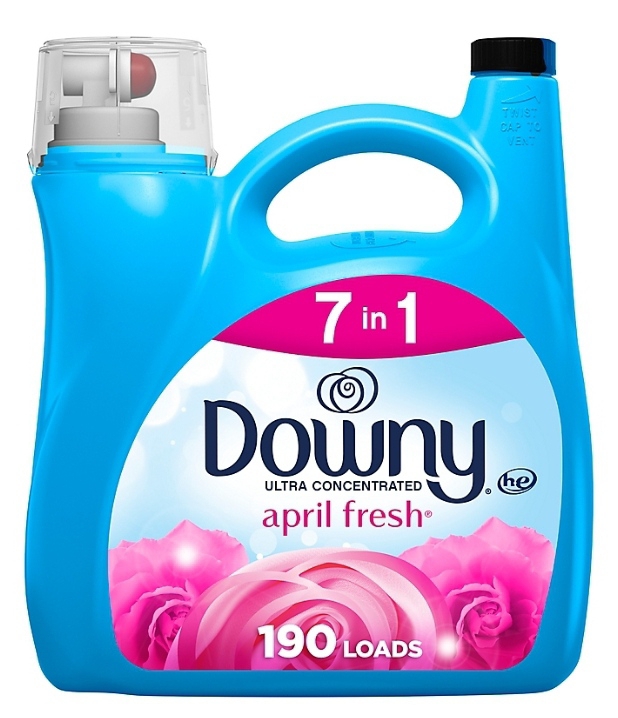 TWIST
CAP TO
VENT
7 in 1
Downy
ULTRA CONCENTRATED
he
april fresh®
190 LOADS